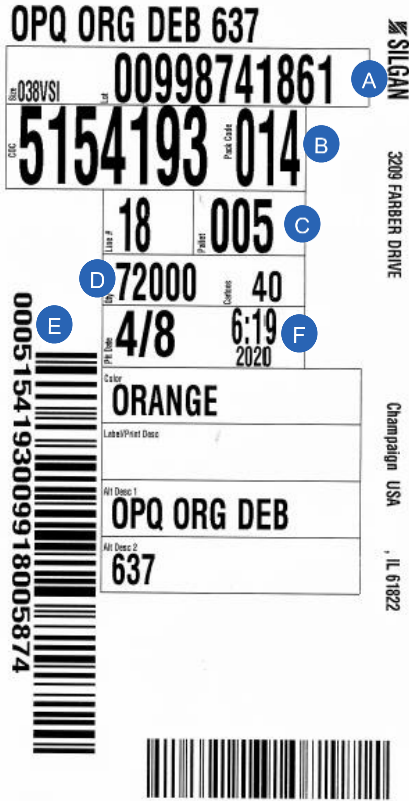 OPQ ORG DEB 637
Size 038VSI Lot 00998741861 A
CDC 5154193 Pack Code 014 B
Line # 18 Pallet 005 C
D Qty 72000 Cartons 40
Plt Date 4/8 6:19 F
2020
E
0005154193009918005874
Color
ORANGE
Label/Print Desc
Alt Desc 1
OPQ ORG DEB
Alt Desc 2
637
SILGAN
3209 FARBER DRIVE
Champaign USA , IL 61822